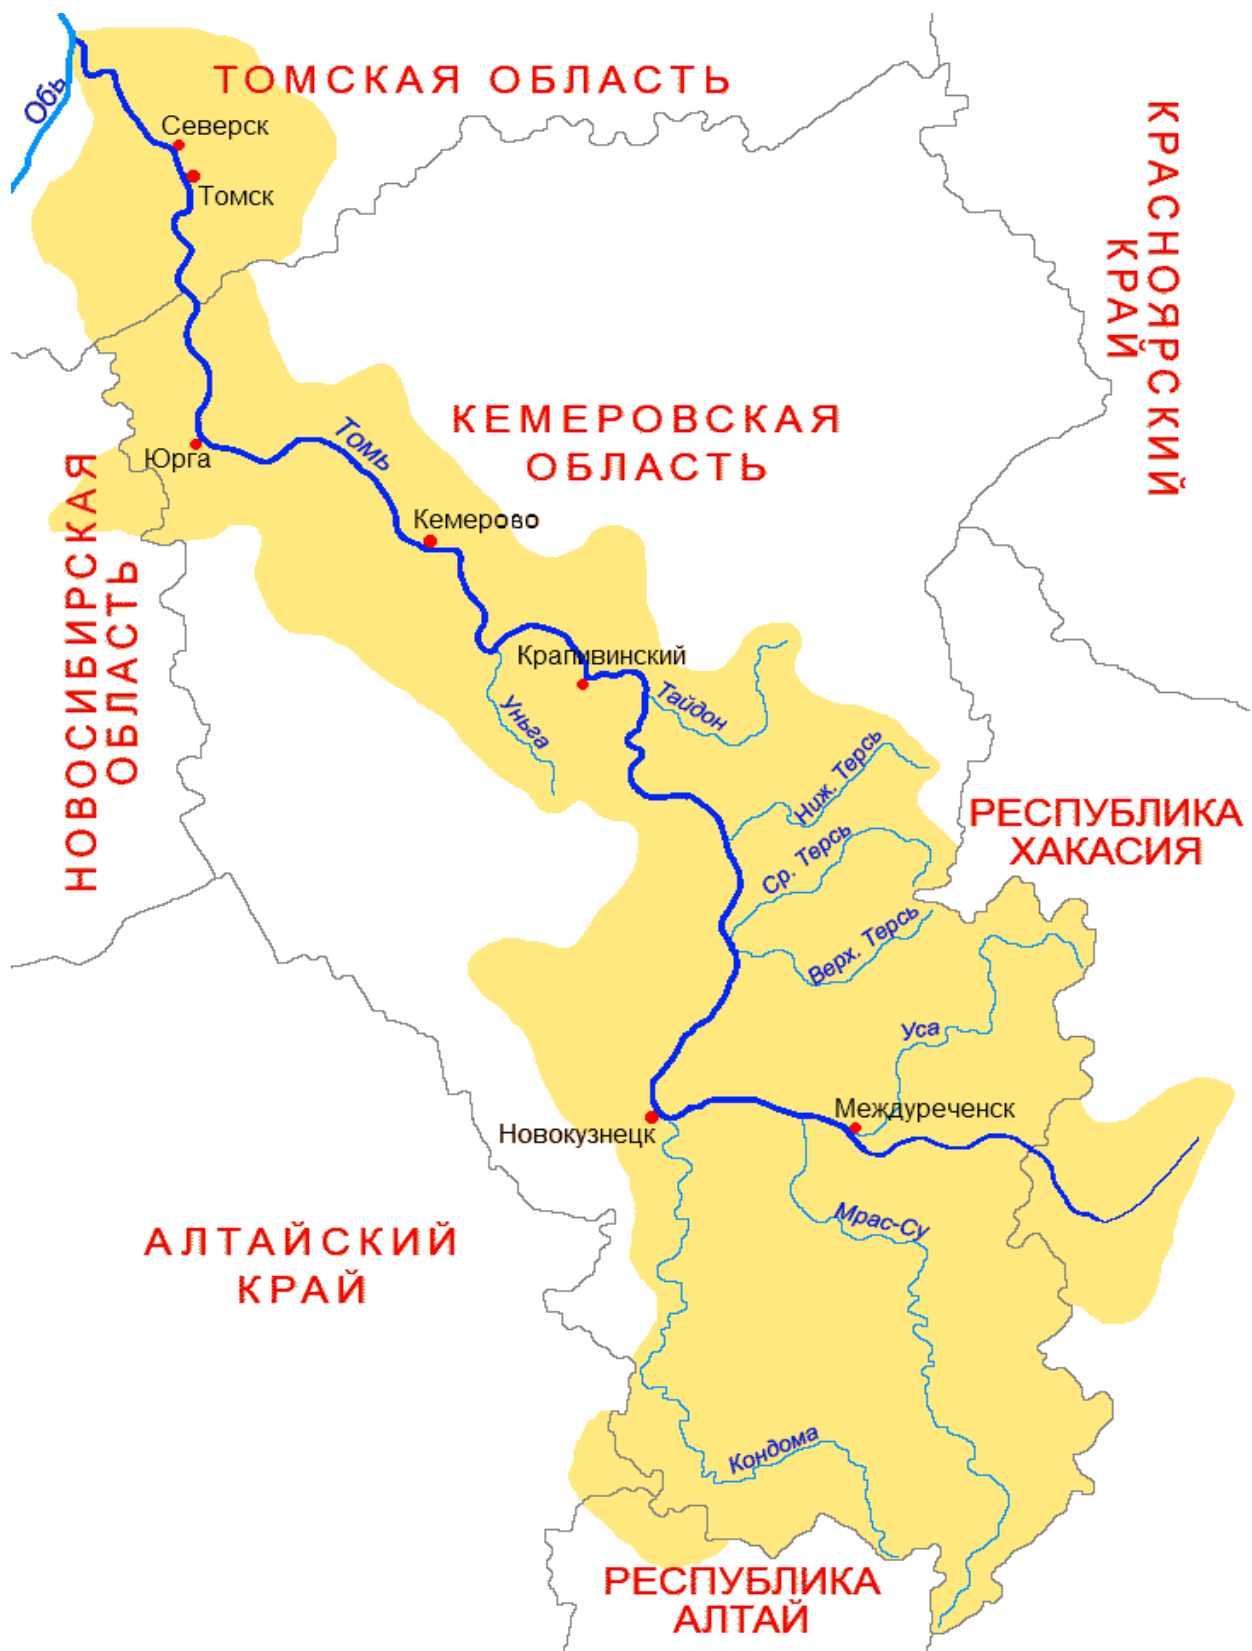 ТОМСКАЯ ОБЛАСТЬ
Обь
Северск
Томск
КРАСНОЯРСКИЙ
КРАЙ
КЕМЕРОВСКАЯ
ОБЛАСТЬ
Томь
Юрга
НОВОСИБИРСКАЯ
ОБЛАСТЬ
Кемерово
Крапивинский
Тайдон
Уньга
Ниж. Терсь
РЕСПУБЛИКА
ХАКАСИЯ
Ср. Терсь
Верх. Терсь
Уса
Междуреченск
Новокузнецк
Мрас-Су
АЛТАЙСКИЙ
КРАЙ
Кондома
РЕСПУБЛИКА
АЛТАЙ